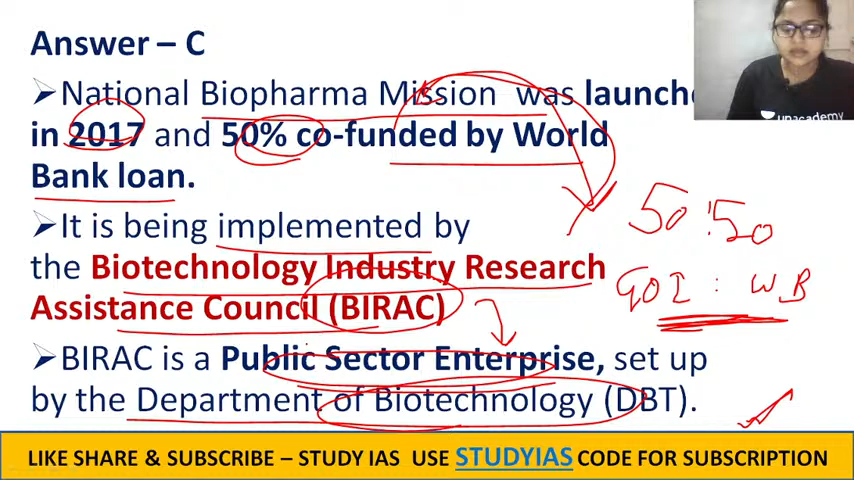 Answer – C
➢National Biopharma Mission was launche
in 2017 and 50% co-funded by World
Bank loan.
➢It is being implemented by
the Biotechnology Industry Research
Assistance Council (BIRAC)
➢BIRAC is a Public Sector Enterprise, set up
by the Department of Biotechnology (DBT).
50 : 50
GOI : WB
unacademy
LIKE SHARE & SUBSCRIBE – STUDY IAS USE STUDYIAS CODE FOR SUBSCRIPTION